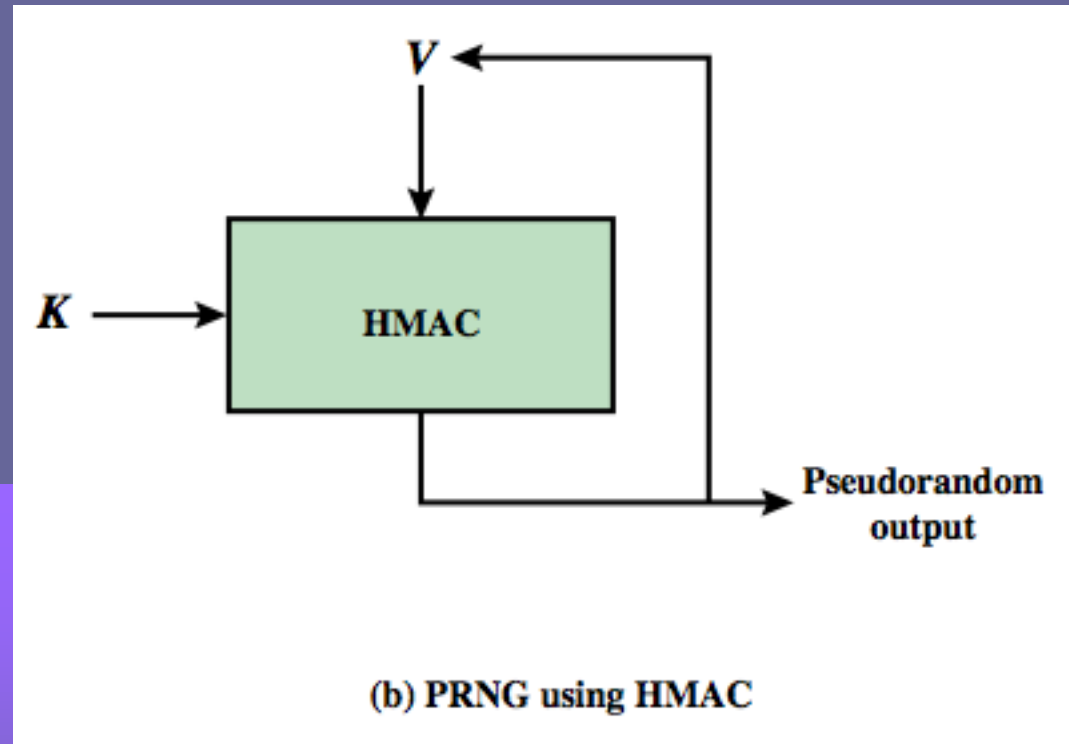 V
K
HMAC
Pseudorandom
output
(b) PRNG using HMAC